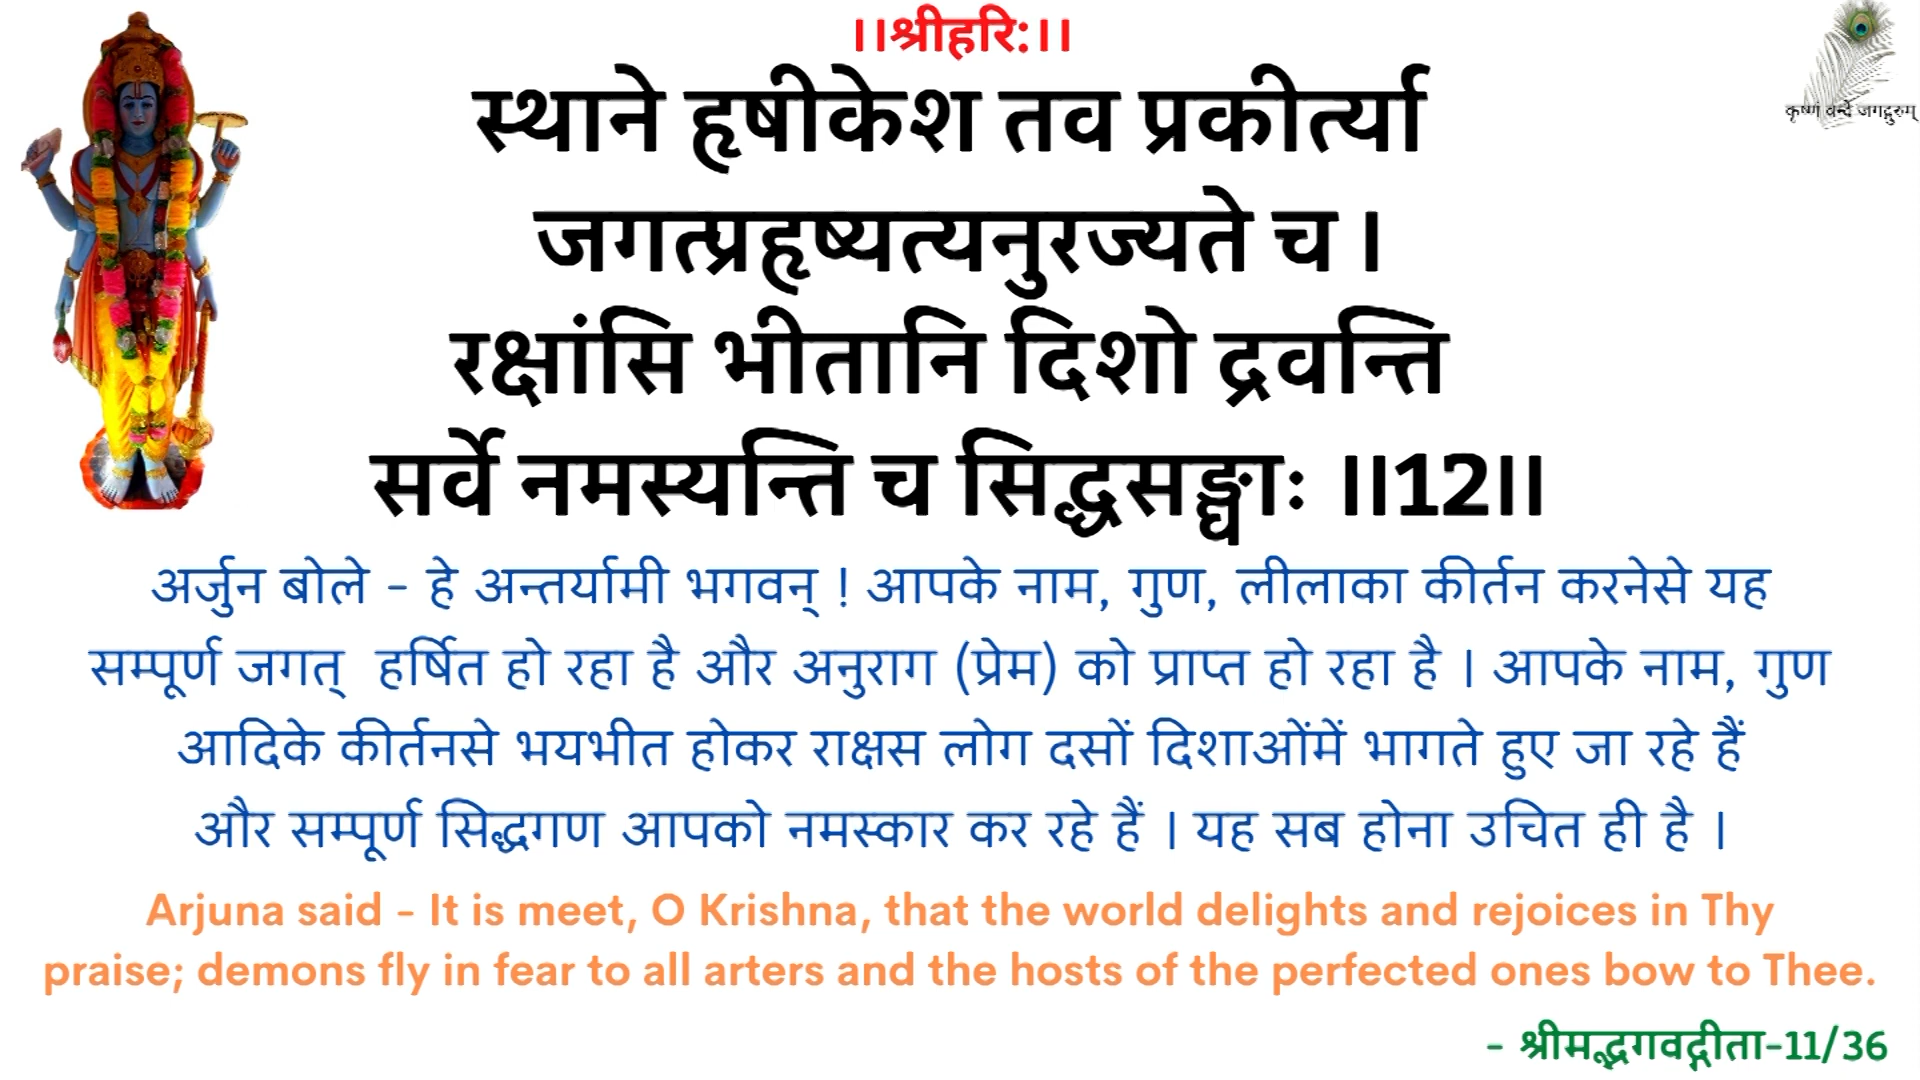 ।।श्रीहरि:।।
कृष्णं वन्दे जगद्गुरुम्
स्थाने हृषीकेश तव प्रकीर्त्या
जगत्प्रहृष्यत्यनुरज्यते च ।
रक्षांसि भीतानि दिशो द्रवन्ति
सर्वे नमस्यन्ति च सिद्धसङ्घाः ।।12।।
अर्जुन बोले - हे अन्तर्यामी भगवन् ! आपके नाम, गुण, लीलाका कीर्तन करनेसे यह
सम्पूर्ण जगत् हर्षित हो रहा है और अनुराग (प्रेम) को प्राप्त हो रहा है । आपके नाम, गुण
आदिके कीर्तनसे भयभीत होकर राक्षस लोग दसों दिशाओंमें भागते हुए जा रहे हैं
और सम्पूर्ण सिद्धगण आपको नमस्कार कर रहे हैं । यह सब होना उचित ही है ।
Arjuna said - It is meet, O Krishna, that the world delights and rejoices in Thy
praise; demons fly in fear to all arters and the hosts of the perfected ones bow to Thee.
- श्रीमद्भगवद्गीता-11/36